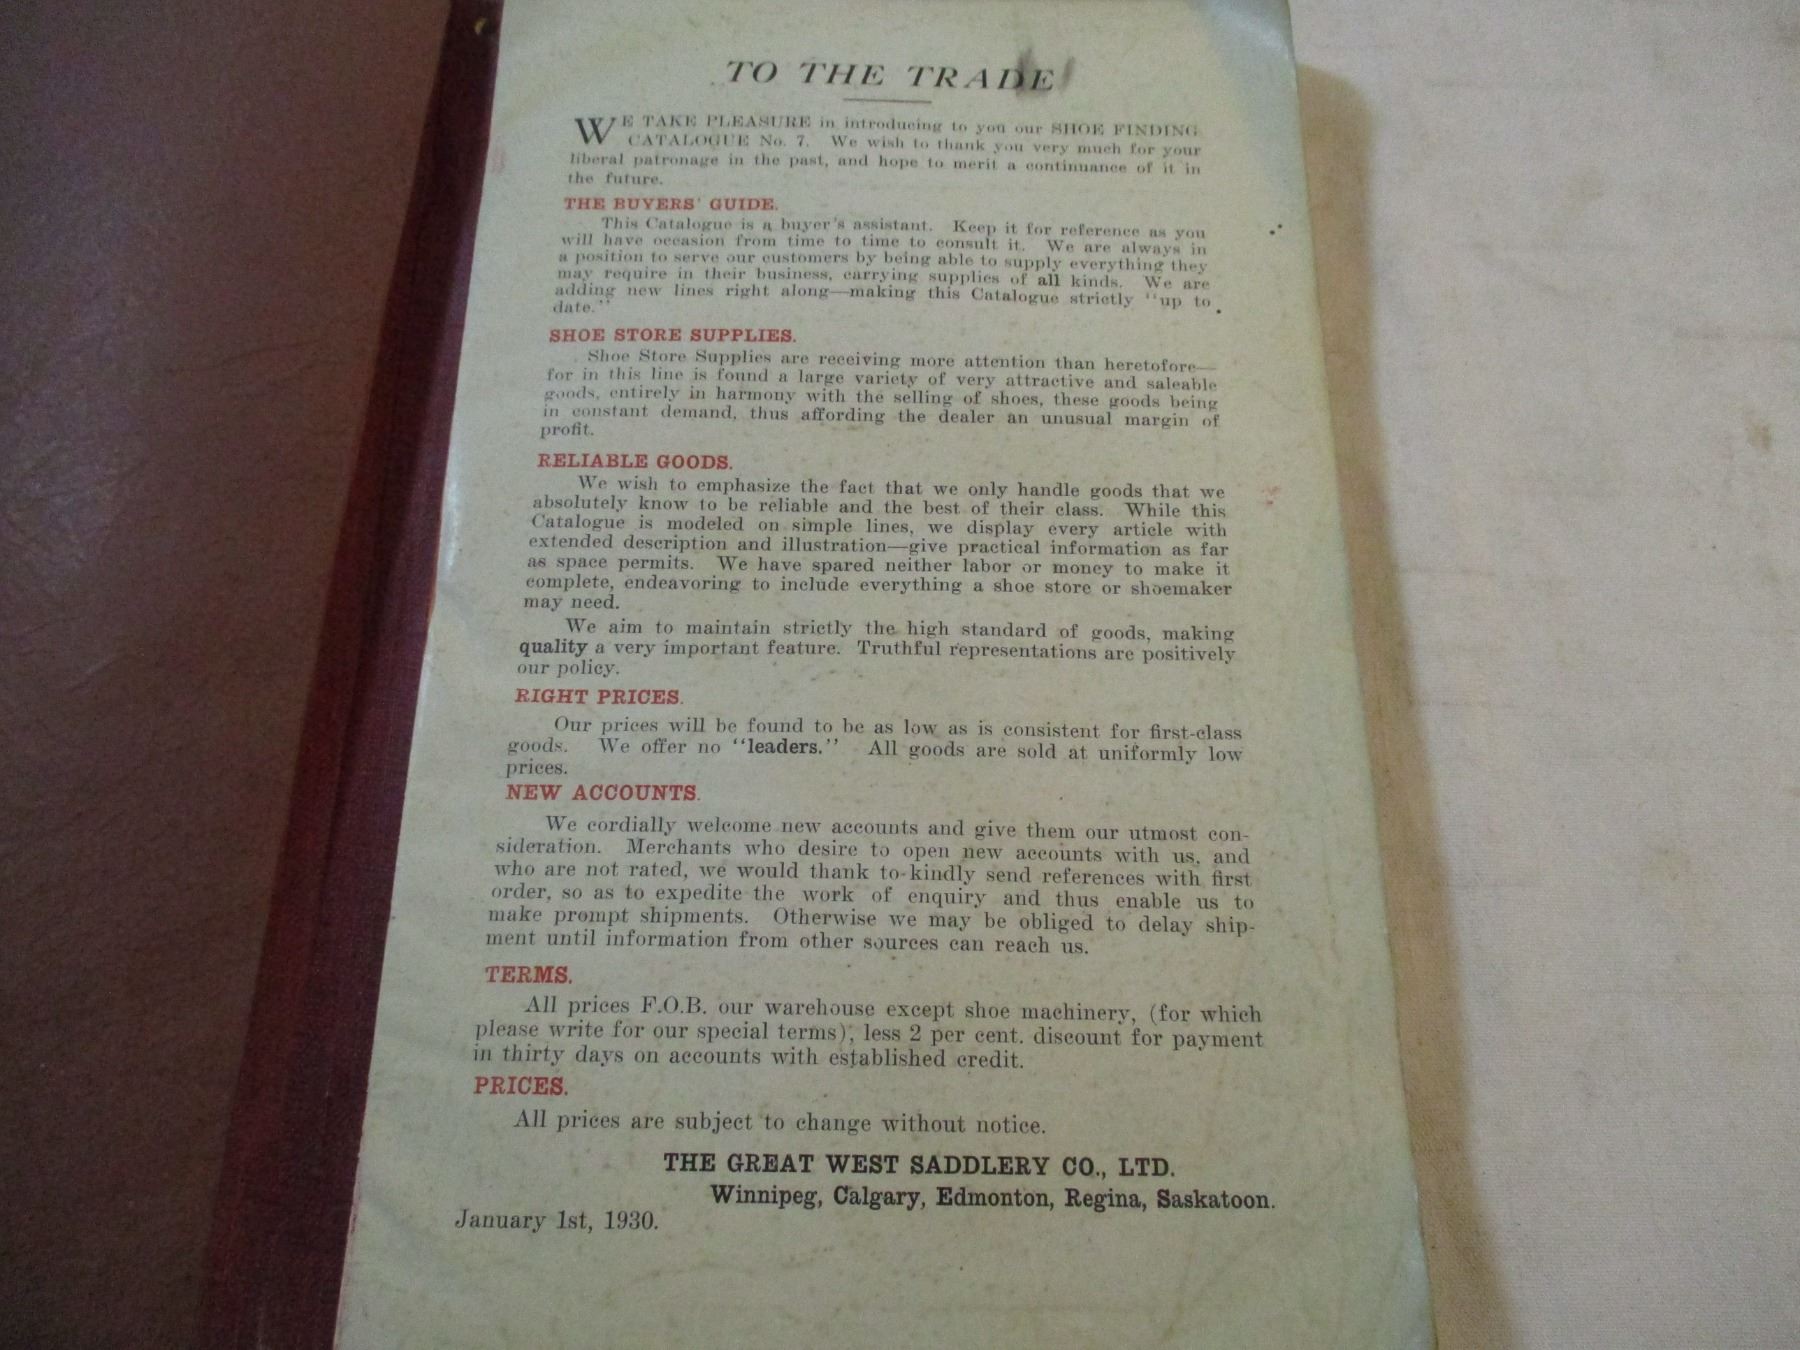 TO THE TRADE
WE TAKE PLEASURE in introducing to you our SHOE FINDING
CATALOGUE No. 7. We wish to thank you very much for your
liberal patronage in the past, and hope to merit a continuance of it in
the future.
THE BUYERS' GUIDE.
This Catalogue is a buyer's assistant. Keep it for reference as you
will have occasion from time to time to consult it. We are always in
a position to serve our customers by being able to supply everything they
may require in their business, carrying supplies of all kinds. We are
adding new lines right along—making this Catalogue strictly "up to
date."
SHOE STORE SUPPLIES.
Shoe Store Supplies are receiving more attention than heretofore—
for in this line is found a large variety of very attractive and saleable
goods, entirely in harmony with the selling of shoes, these goods being
in constant demand, thus affording the dealer an unusual margin of
profit.
RELIABLE GOODS.
We wish to emphasize the fact that we only handle goods that we
absolutely know to be reliable and the best of their class. While this
Catalogue is modeled on simple lines, we display every article with
extended description and illustration—give practical information as far
as space permits. We have spared neither labor or money to make it
complete, endeavoring to include everything a shoe store or shoemaker
may need.
We aim to maintain strictly the high standard of goods, making
quality a very important feature. Truthful representations are positively
our policy.
RIGHT PRICES.
Our prices will be found to be as low as is consistent for first-class
goods. We offer no "leaders." All goods are sold at uniformly low
prices.
NEW ACCOUNTS.
We cordially welcome new accounts and give them our utmost con-
sideration. Merchants who desire to open new accounts with us, and
who are not rated, we would thank to kindly send references with first
order, so as to expedite the work of enquiry and thus enable us to
make prompt shipments. Otherwise we may be obliged to delay ship-
ment until information from other sources can reach us.
TERMS.
All prices F.O.B. our warehouse except shoe machinery, (for which
please write for our special terms), less 2 per cent. discount for payment
in thirty days on accounts with established credit.
PRICES.
All prices are subject to change without notice.
THE GREAT WEST SADDLERY CO., LTD.
Winnipeg, Calgary, Edmonton, Regina, Saskatoon.
January 1st, 1930.